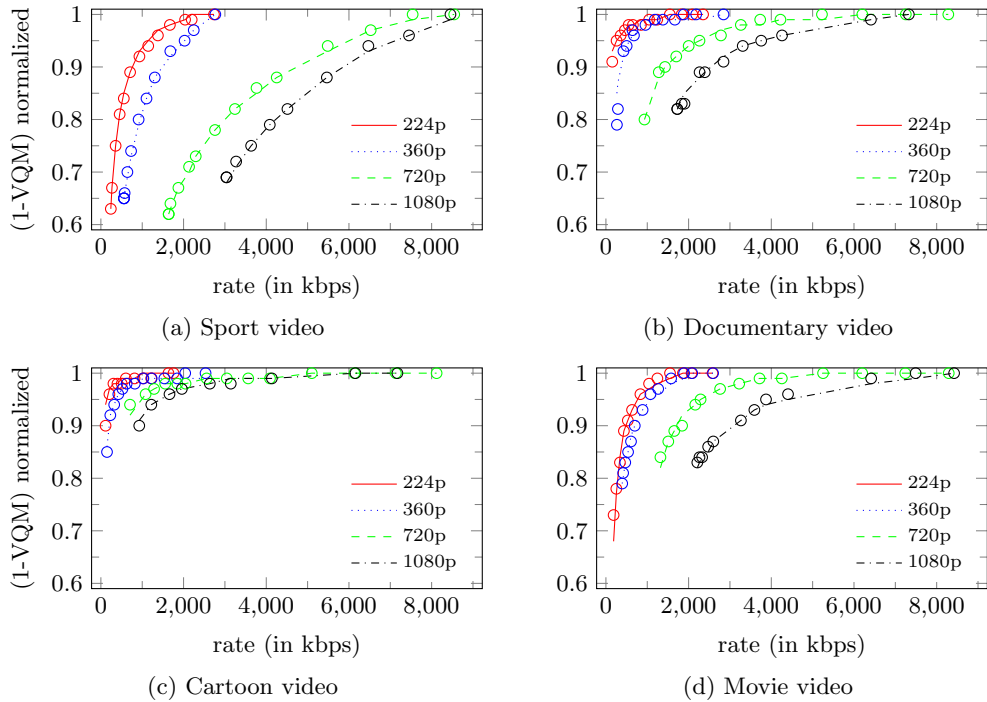 1
0.9
0.8
0.7
0.6
(1-VQM) normalized
0 2,000 4,000 6,000 8,000
rate (in kbps)
224p
360p
720p
1080p
(a) Sport video
1
0.9
0.8
0.7
0.6
0 2,000 4,000 6,000 8,000
rate (in kbps)
224p
360p
720p
1080p
(b) Documentary video
1
0.9
0.8
0.7
0.6
(1-VQM) normalized
0 2,000 4,000 6,000 8,000
rate (in kbps)
224p
360p
720p
1080p
(c) Cartoon video
1
0.9
0.8
0.7
0.6
0 2,000 4,000 6,000 8,000
rate (in kbps)
224p
360p
720p
1080p
(d) Movie video